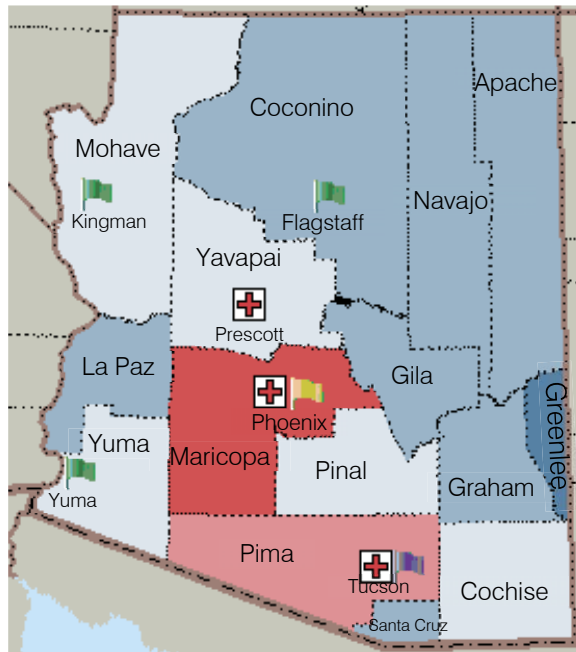 Apache
Coconino
Mohave
Navajo
Kingman
Flagstaff
Yavapai
Prescott
La Paz
Gila
Greenlee
Phoenix
Yuma
Maricopa
Pinal
Graham
Yuma
Pima
Tucson
Cochise
Santa Cruz